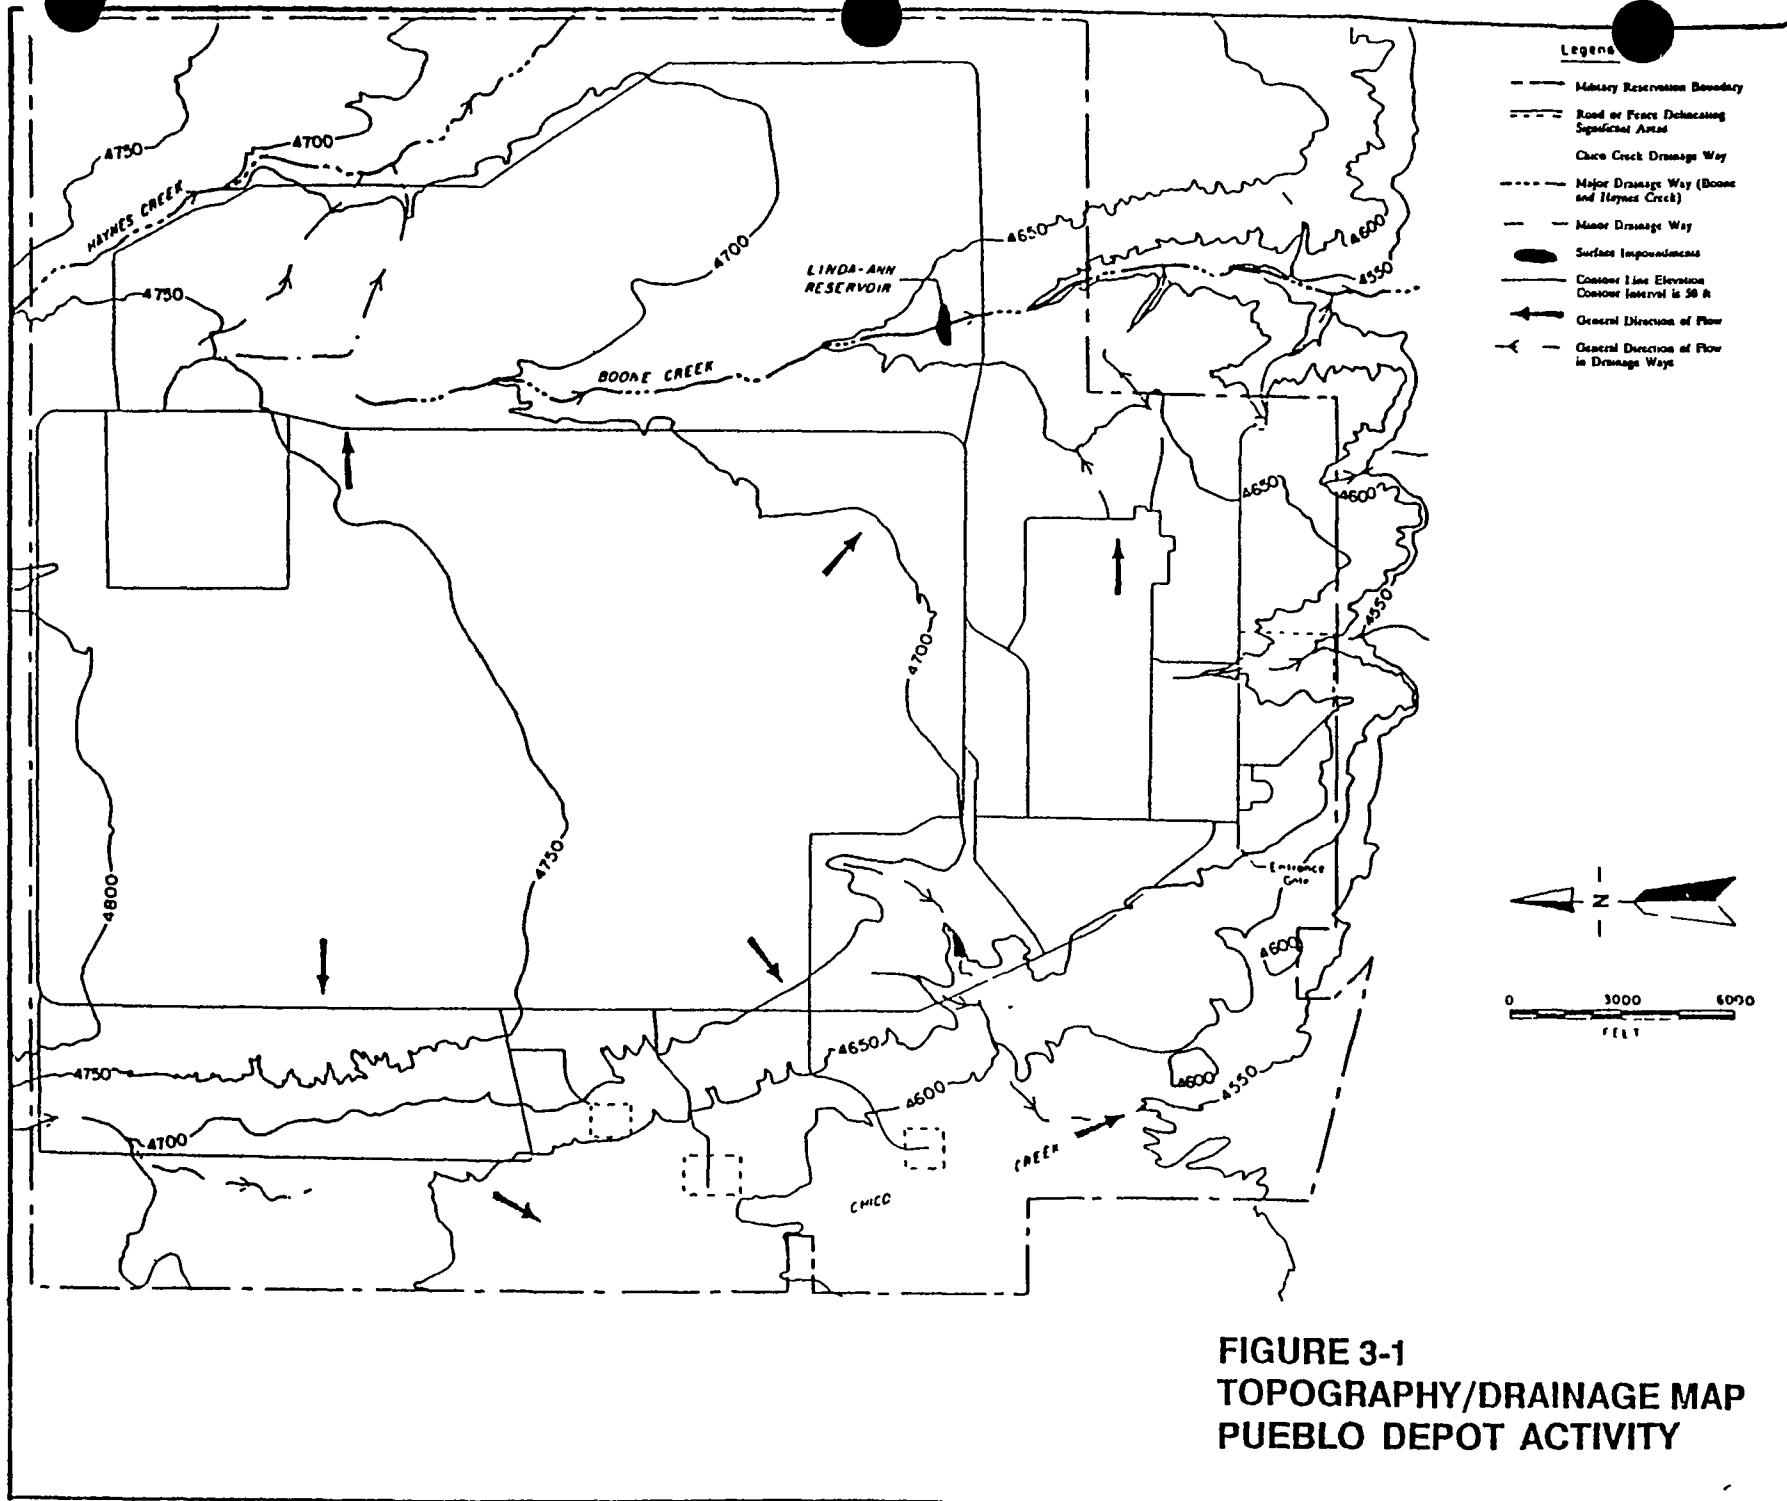 Legend
Military Reservation Boundary
Road or Fence Delineating
Significant Areas
Chico Creek Drainage Way
Major Drainage Way (Boone
and Haynes Creek)
Minor Drainage Way
Surface Impoundments
Contour Line Elevation
Contour Interval is 50 ft
General Direction of Flow
General Direction of Flow
in Drainage Ways
4750
4700
HAYNES CREEK
4750
4700
LINDA-ANN
RESERVOIR
4650
4600
4550
BOONE CREEK
4650
4600
4550
4700
4750
4800
Entrance
Gate
4600
N
0 3000 6000
FEET
4750
4650
4600
4600
4550
4700
CHICO
CREEK
FIGURE 3-1
TOPOGRAPHY/DRAINAGE MAP
PUEBLO DEPOT ACTIVITY